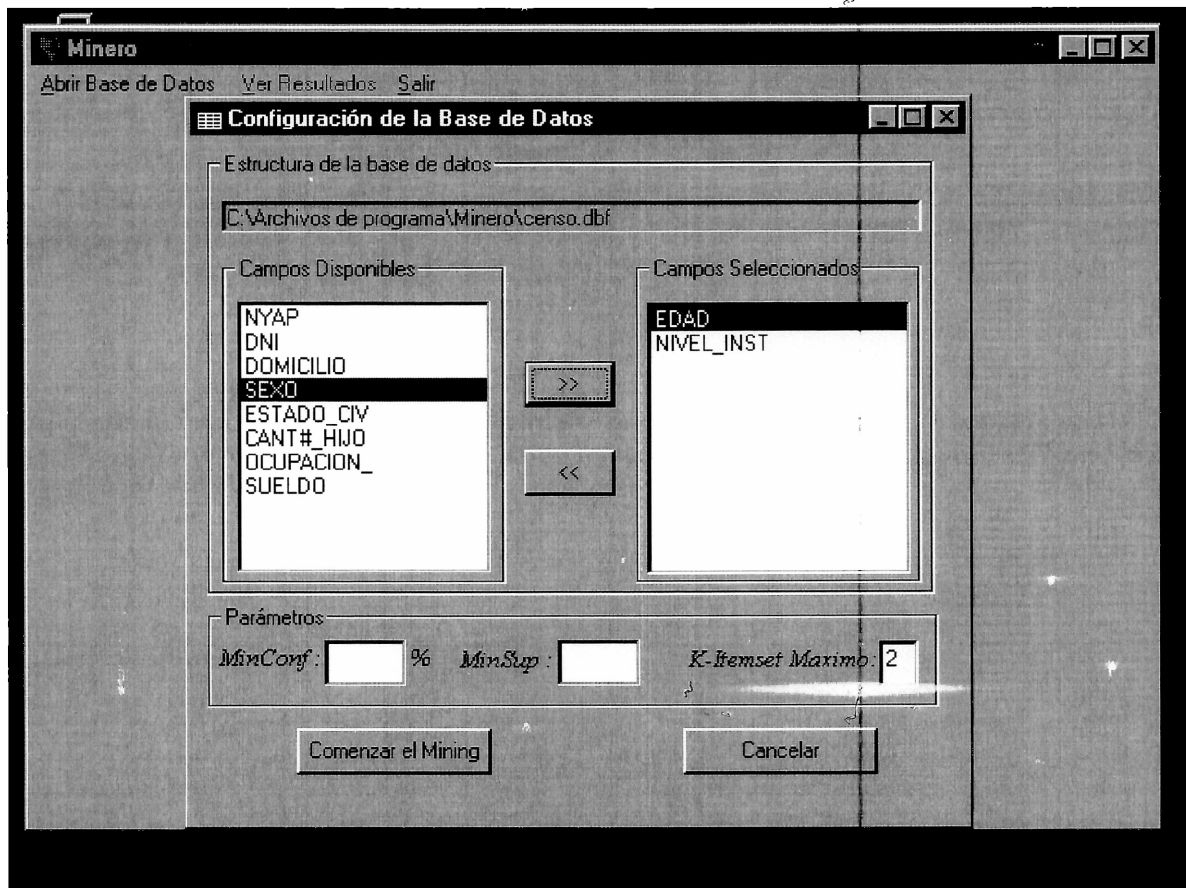 Minero
Abrir Base de Datos Ver Resultados Salir
Configuración de la Base de Datos
Estructura de la base de datos
C:\Archivos de programa\Minero\censo.dbf
Campos Disponibles
NYAP
DNI
DOMICILIO
SEXO
ESTADO_CIV
CANT#_HIJO
OCUPACION_
SUELDO
>>
<<
Campos Seleccionados
EDAD
NIVEL_INST
Parámetros
MinConf : % MinSup : K-Itemset Maximo: 2
Comenzar el Mining Cancelar